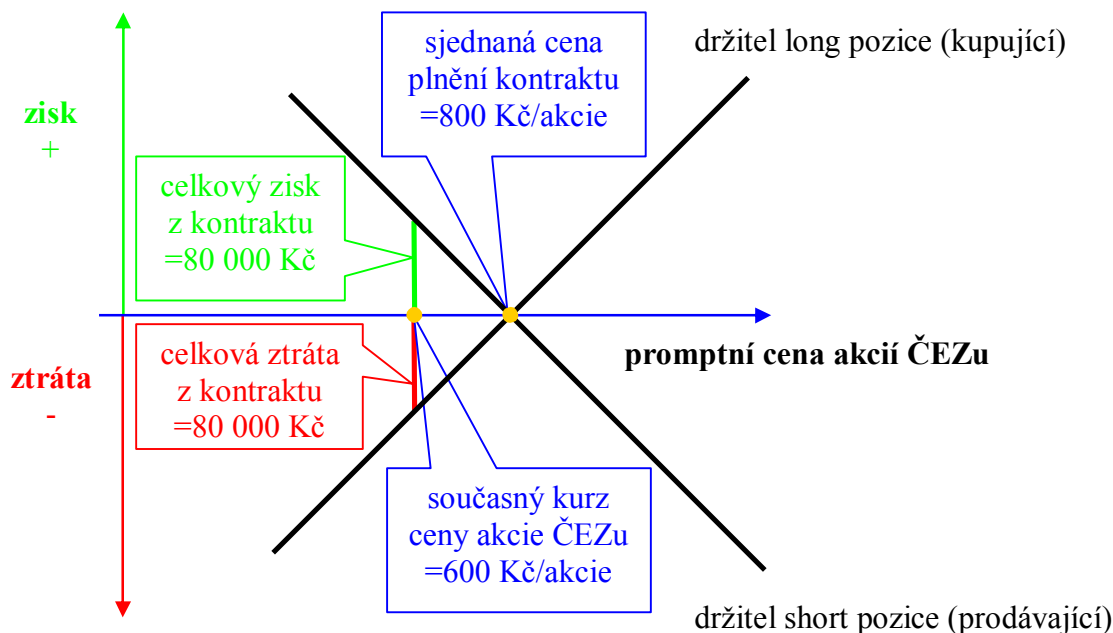 sjednaná cena
plnění kontraktu
=800 Kč/akcie
držitel long pozice (kupující)
zisk
+
celkový zisk
z kontraktu
=80 000 Kč
promptní cena akcií ČEZu
ztráta
-
celková ztráta
z kontraktu
=80 000 Kč
současný kurz
ceny akcie ČEZu
=600 Kč/akcie
držitel short pozice (prodávající)